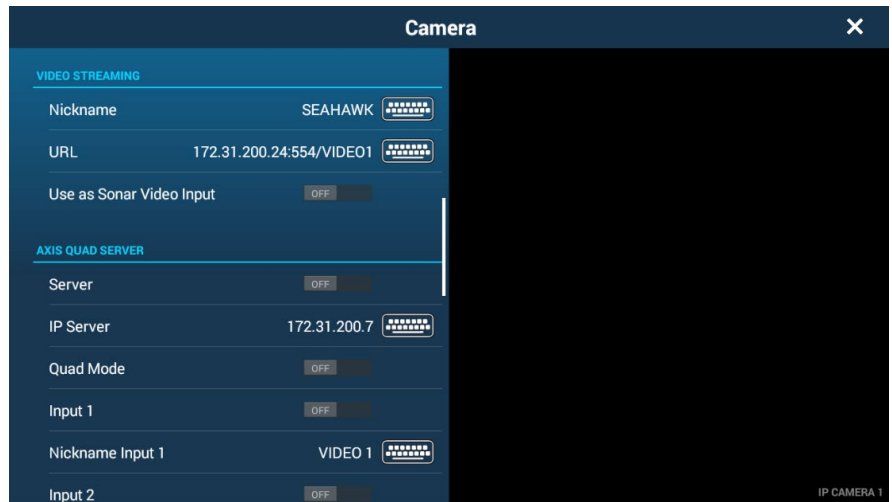 Camera
VIDEO STREAMING
Nickname SEAHAWK
URL 172.31.200.24:554/VIDEO1
Use as Sonar Video Input OFF
AXIS QUAD SERVER
Server OFF
IP Server 172.31.200.7
Quad Mode OFF
Input 1 OFF
Nickname Input 1 VIDEO 1
Input 2 OFF
IP CAMERA 1